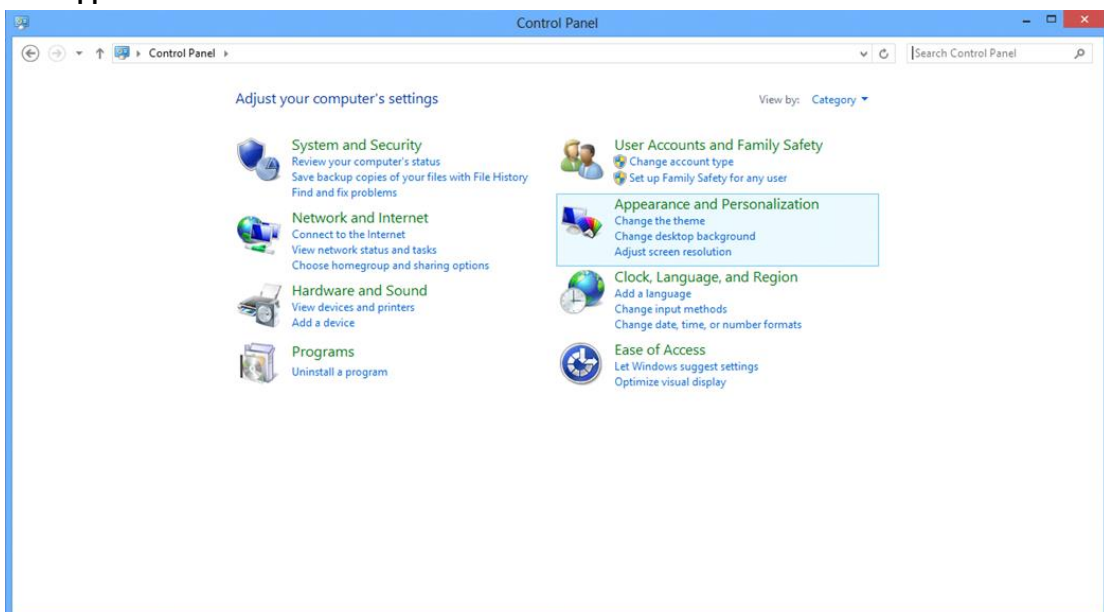 Control Panel
Control Panel
Search Control Panel
Adjust your computer's settings
View by: Category
System and Security
Review your computer's status
Save backup copies of your files with File History
Find and fix problems
Network and Internet
Connect to the Internet
View network status and tasks
Choose homegroup and sharing options
Hardware and Sound
View devices and printers
Add a device
Programs
Uninstall a program
User Accounts and Family Safety
Change account type
Set up Family Safety for any user
Appearance and Personalization
Change the theme
Change desktop background
Adjust screen resolution
Clock, Language, and Region
Add a language
Change input methods
Change date, time, or number formats
Ease of Access
Let Windows suggest settings
Optimize visual display